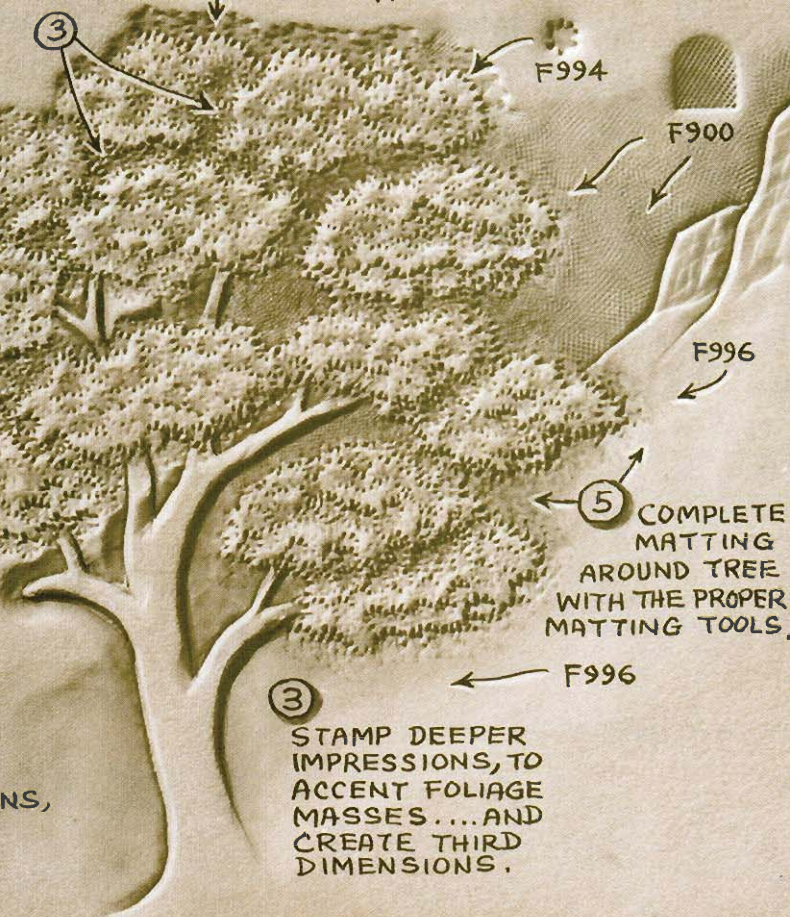 3
F994
F900
F996
5 COMPLETE
MATTING
AROUND TREE
WITH THE PROPER
MATTING TOOLS.
F996
3
STAMP DEEPER
IMPRESSIONS, TO
ACCENT FOLIAGE
MASSES....AND
CREATE THIRD
DIMENSIONS.
NS,